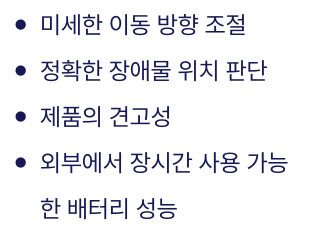 • 미세한 이동 방향 조절
• 정확한 장애물 위치 판단
• 제품의 견고성
• 외부에서 장시간 사용 가능
한 배터리 성능